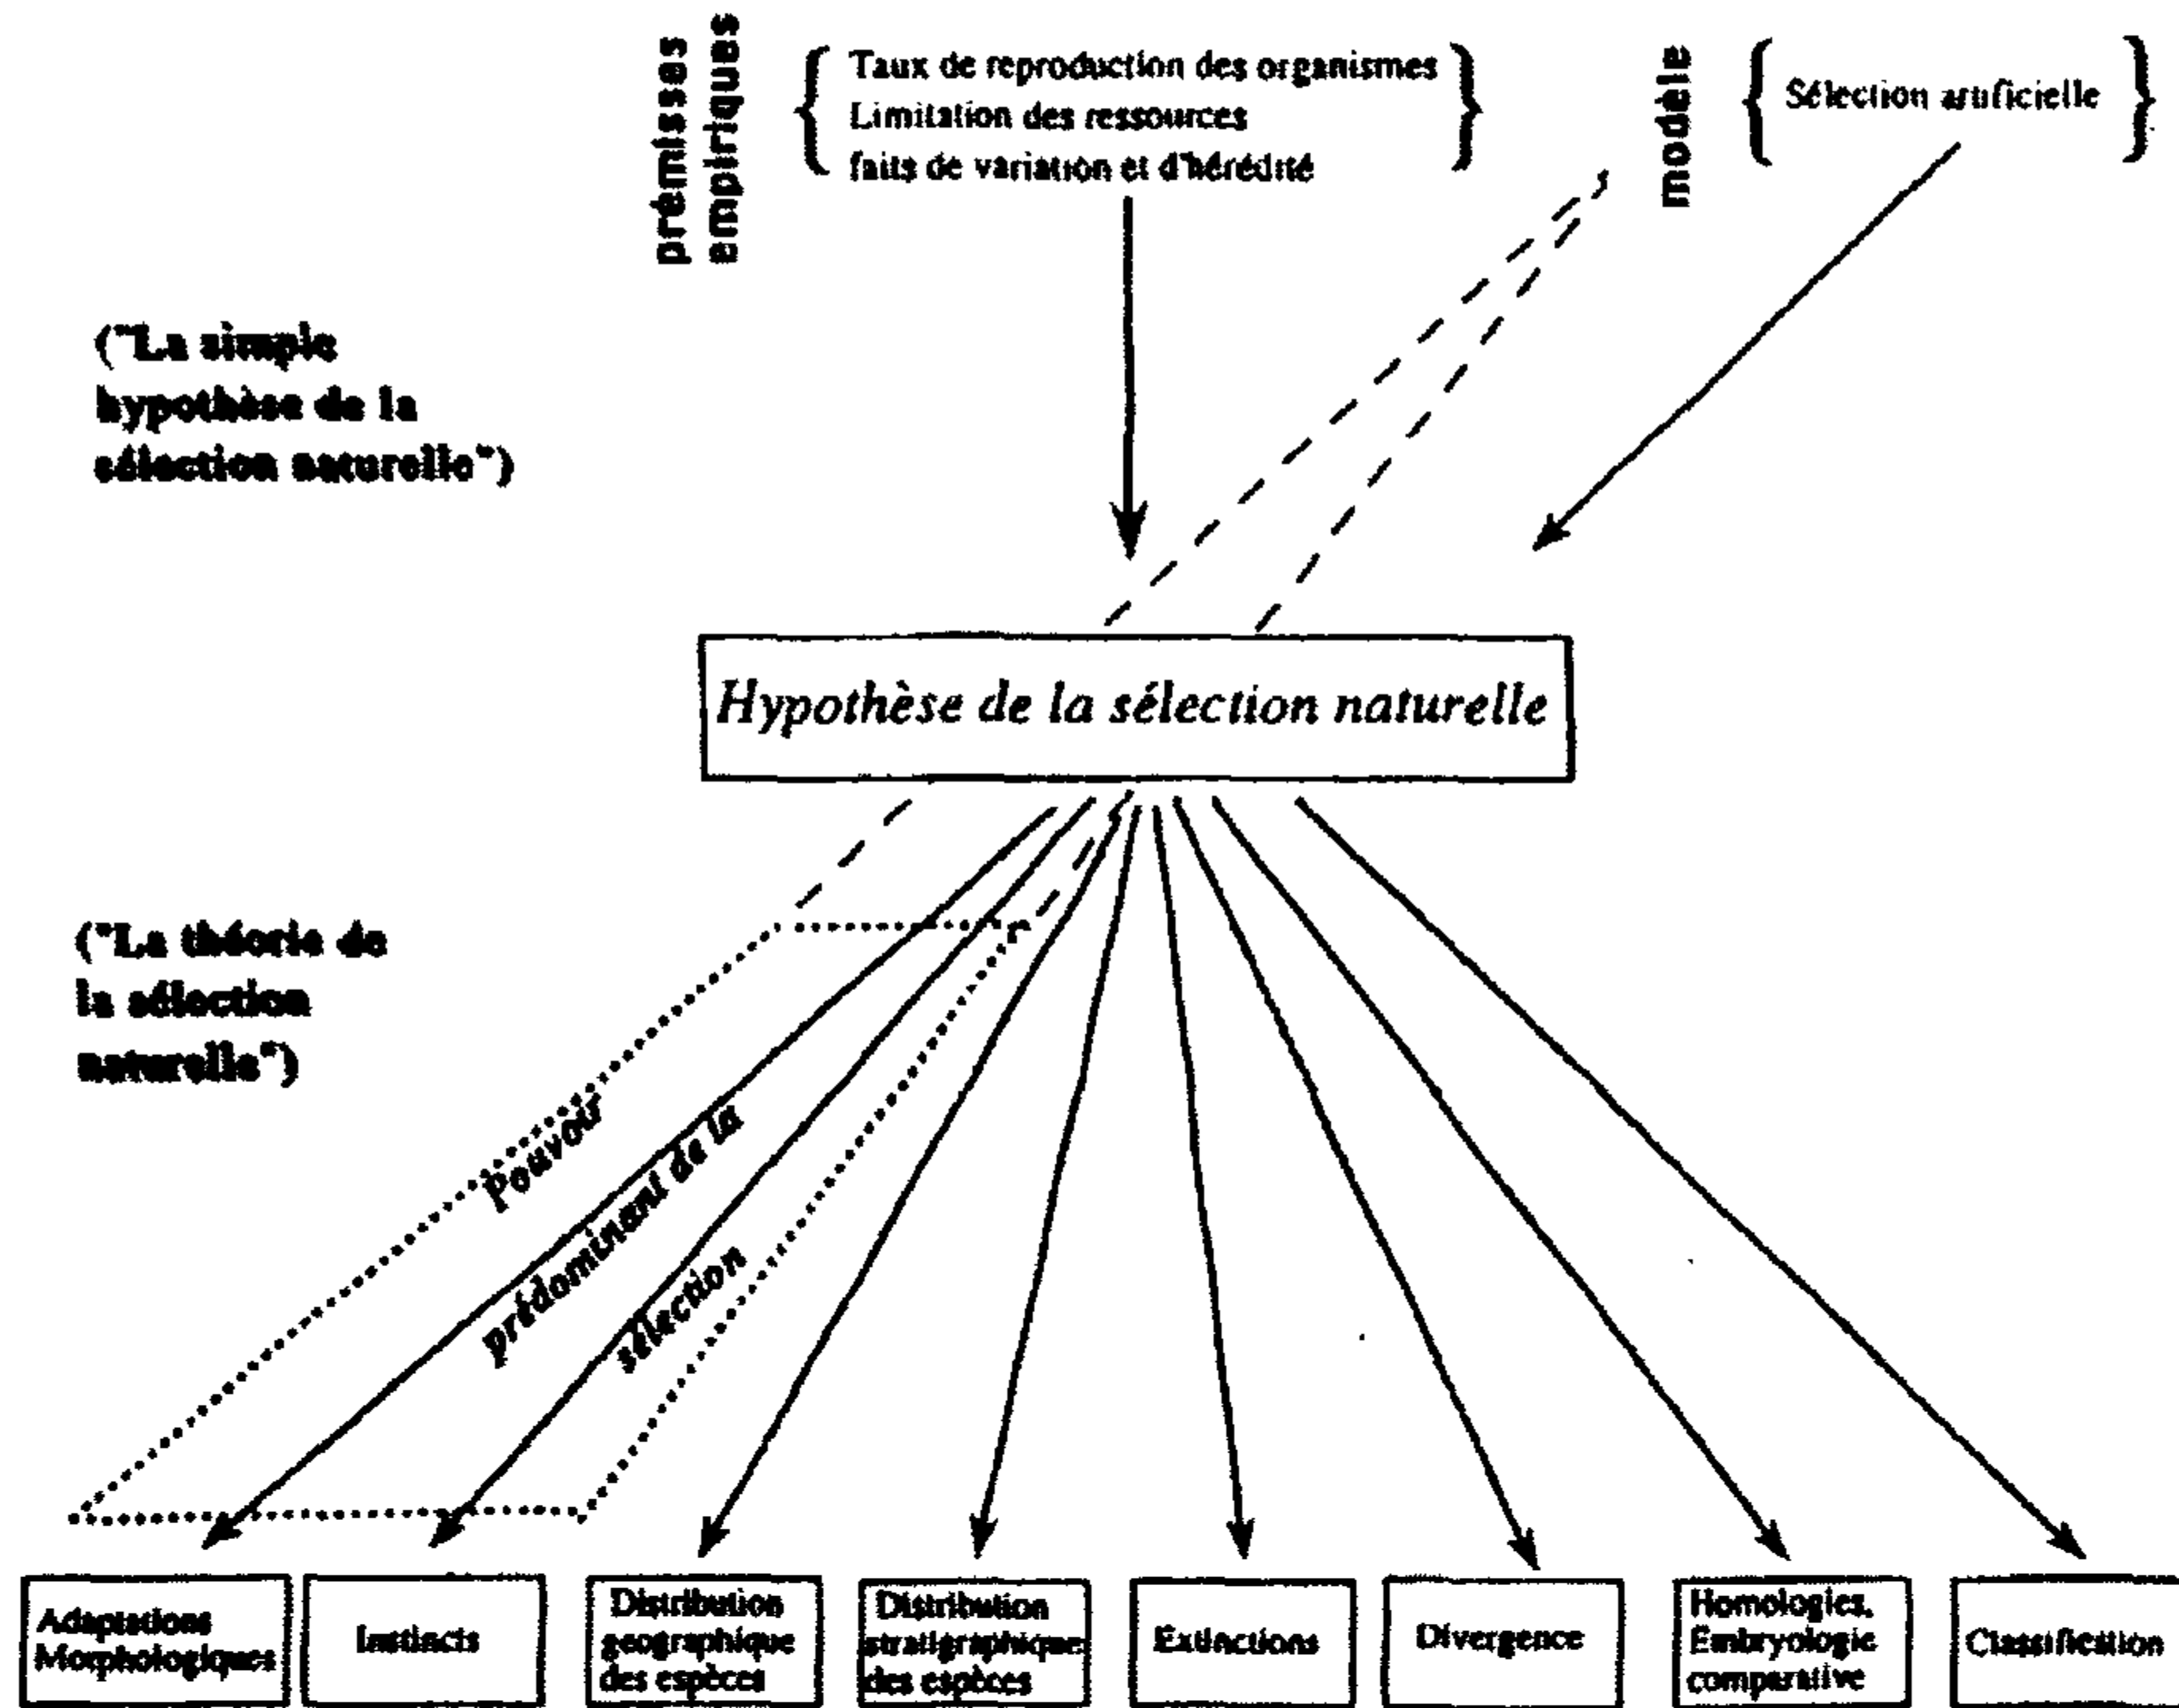 prémisses
empiriques
Taux de reproduction des organismes
Limitation des ressources
faits de variation et d'hérédité
modèle
Sélection artificielle
("La simple
hypothèse de la
sélection naturelle")
Hypothèse de la sélection naturelle
("La théorie de
la sélection
naturelle")
Pouvoir
prédominant de la
sélection
Adaptations
Morphologiques
Instincts
Distribution
geographique
des espèces
Distribution
stratigraphique
des espèces
Extinctions
Divergence
Homologies,
Embryologie
comparative
Classification